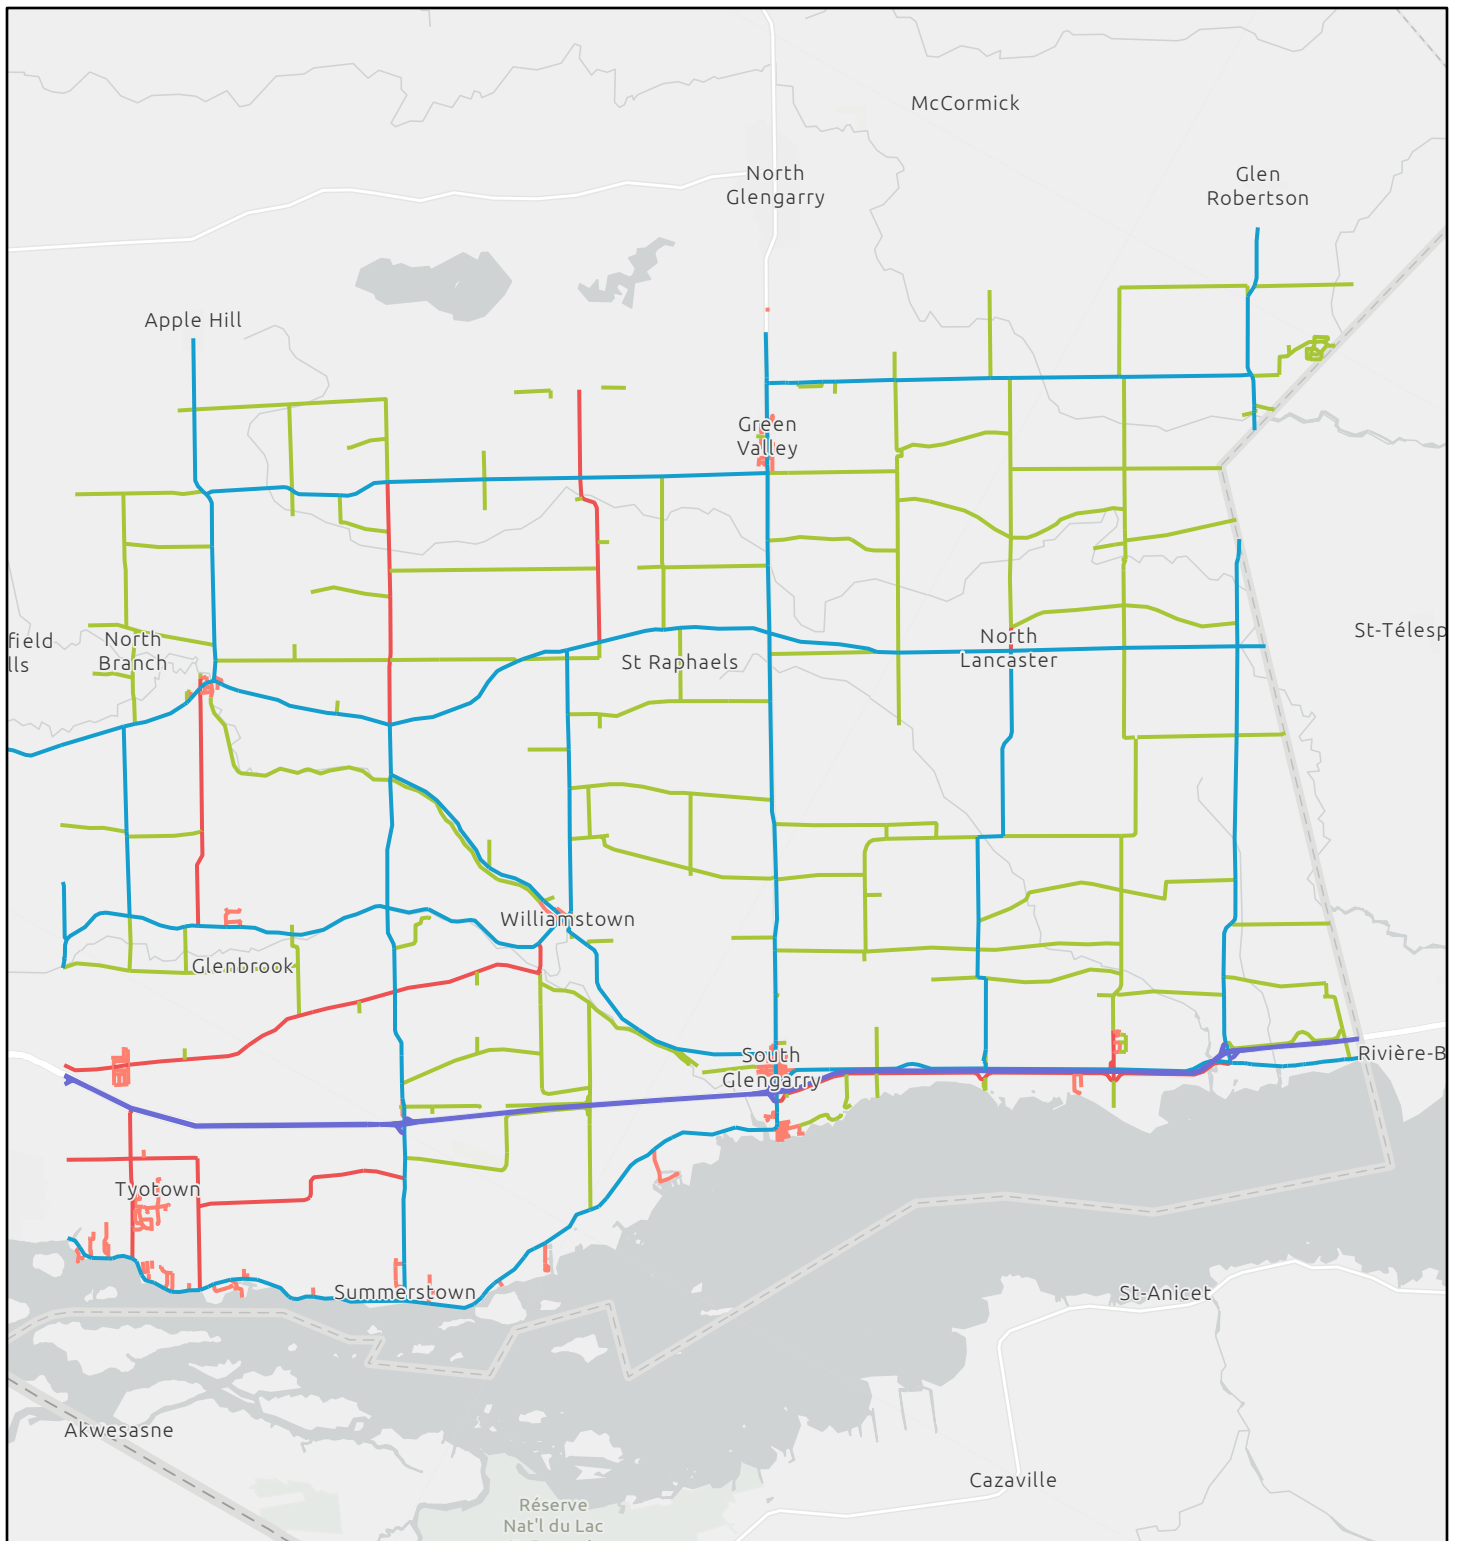 McCormick
North
Glengarry
Glen
Robertson
Apple Hill
Green
Valley
field
lls
North
Branch
St Raphaels
North
Lancaster
St-Télesp
Williamstown
Glenbrook
South
Glengarry
Rivière-B
Tyotown
Summerstown
St-Anicet
Akwesasne
Cazaville
Réserve
Nat'l du Lac